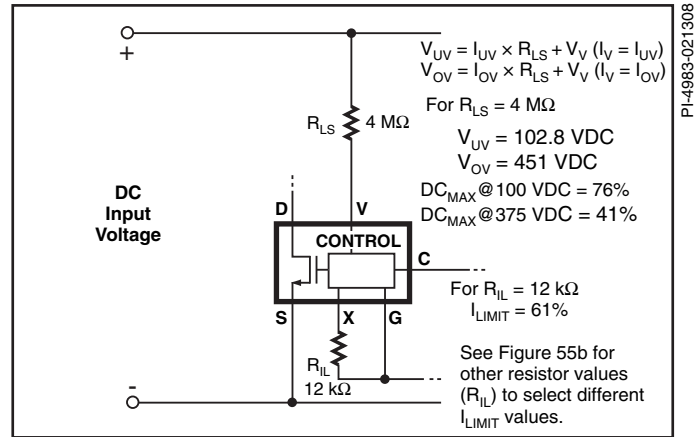 PI-4983-021308
+
V_UV = I_UV × R_LS + V_V (I_V = I_UV)
V_OV = I_OV × R_LS + V_V (I_V = I_OV)
For R_LS = 4 MΩ
R_LS 4 MΩ
V_UV = 102.8 VDC
V_OV = 451 VDC
DC_MAX@100 VDC = 76%
DC_MAX@375 VDC = 41%
DC
Input
Voltage
D V
CONTROL
C
S X G
For R_IL = 12 kΩ
I_LIMIT = 61%
R_IL
12 kΩ
See Figure 55b for
other resistor values
(R_IL) to select different
I_LIMIT values.
-